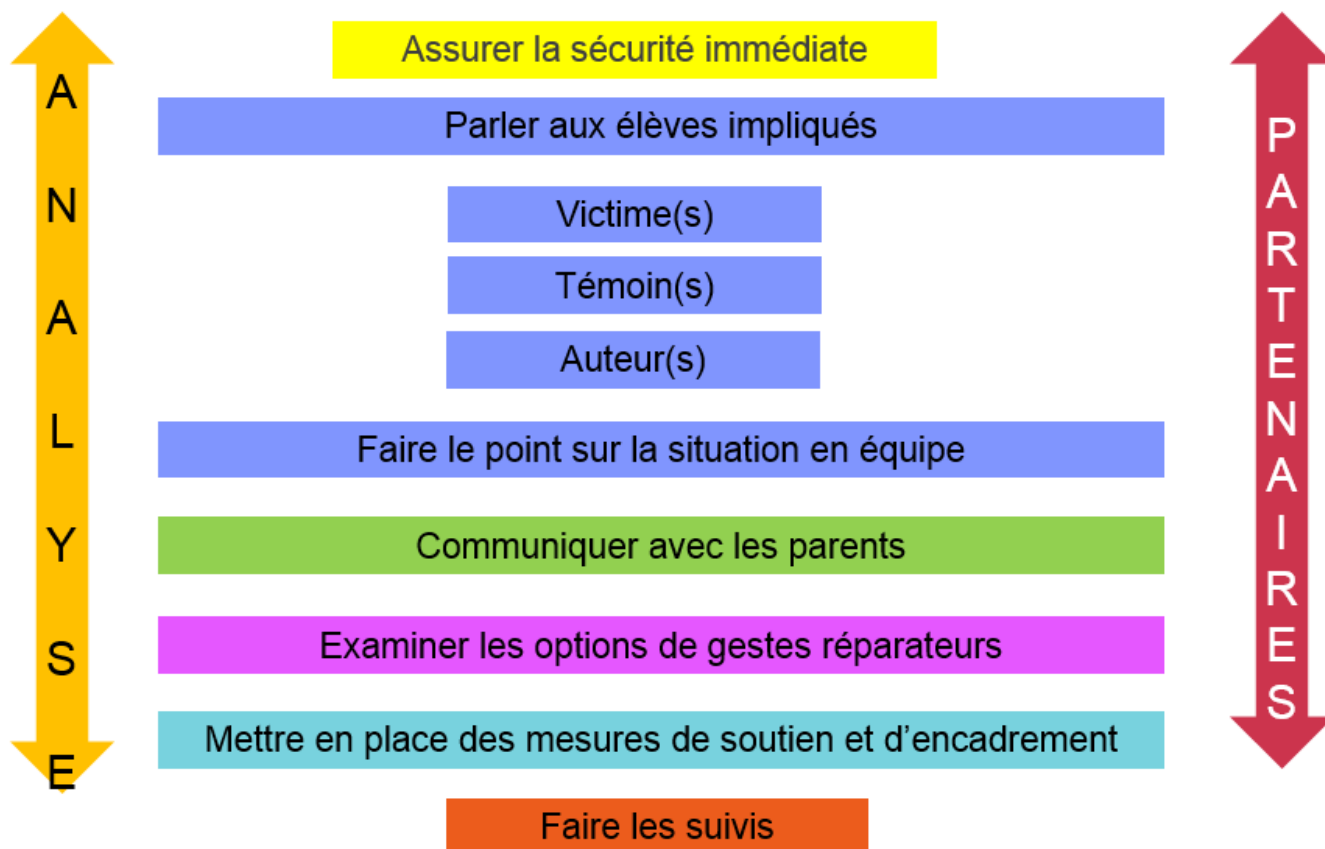 Assurer la sécurité immédiate
Parler aux élèves impliqués
Victime(s)
Témoin(s)
Auteur(s)
Faire le point sur la situation en équipe
Communiquer avec les parents
Examiner les options de gestes réparateurs
Mettre en place des mesures de soutien et d'encadrement
Faire les suivis
ANALYSE
PARTENAIRES